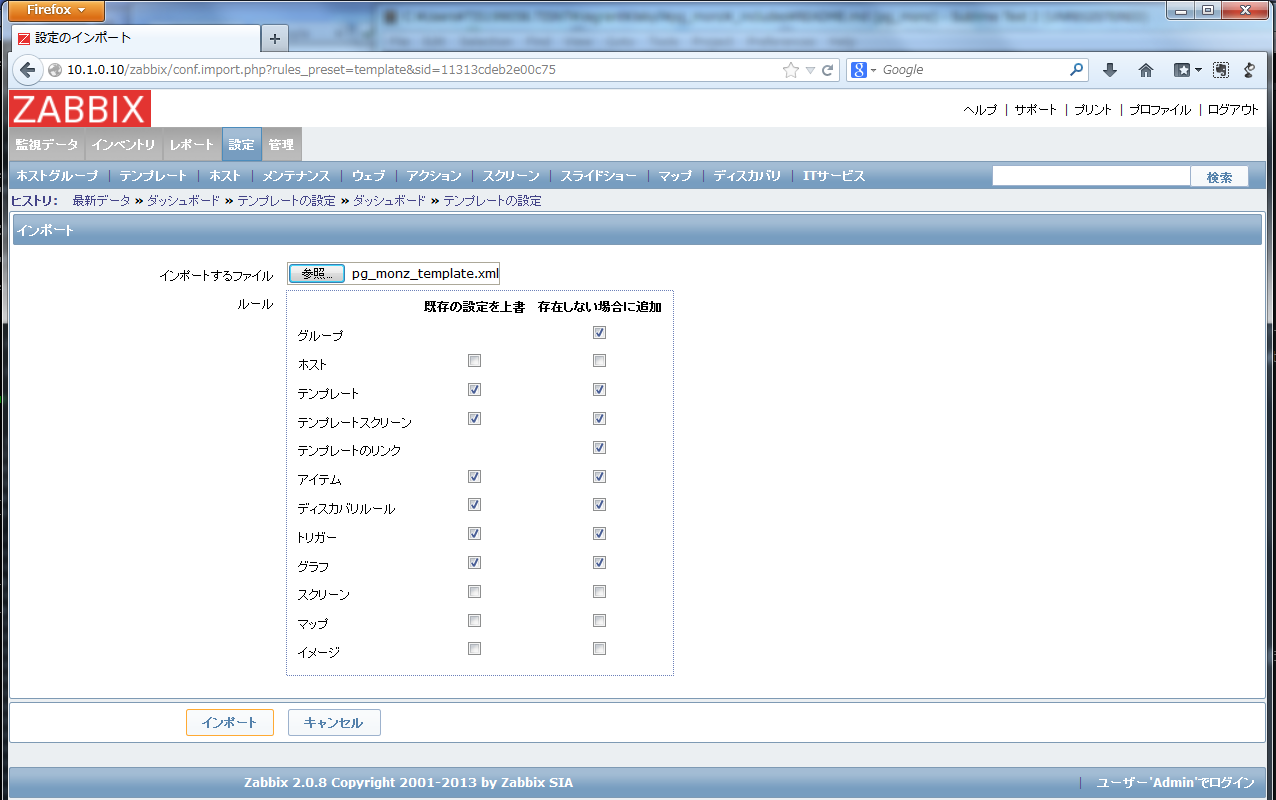 Firefox
設定のインポート
10.1.0.10/zabbix/conf.import.php?rules_preset=template&sid=11313cdeb2e00c75
Google
ZABBIX
ヘルプ | サポート | プリント | プロファイル | ログアウト
監視データ インベントリ レポート 設定 管理
ホストグループ | テンプレート | ホスト | メンテナンス | ウェブ | アクション | スクリーン | スライドショー | マップ | ディスカバリ | ITサービス 検索
ヒストリ: 最新データ » ダッシュボード » テンプレートの設定 » ダッシュボード » テンプレートの設定
インポート
インポートするファイル 参照... pg_monz_template.xml
ルール 既存の設定を上書 存在しない場合に追加
グループ
ホスト
テンプレート
テンプレートスクリーン
テンプレートのリンク
アイテム
ディスカバリルール
トリガー
グラフ
スクリーン
マップ
イメージ
インポート キャンセル
Zabbix 2.0.8 Copyright 2001-2013 by Zabbix SIA | ユーザー'Admin'でログイン